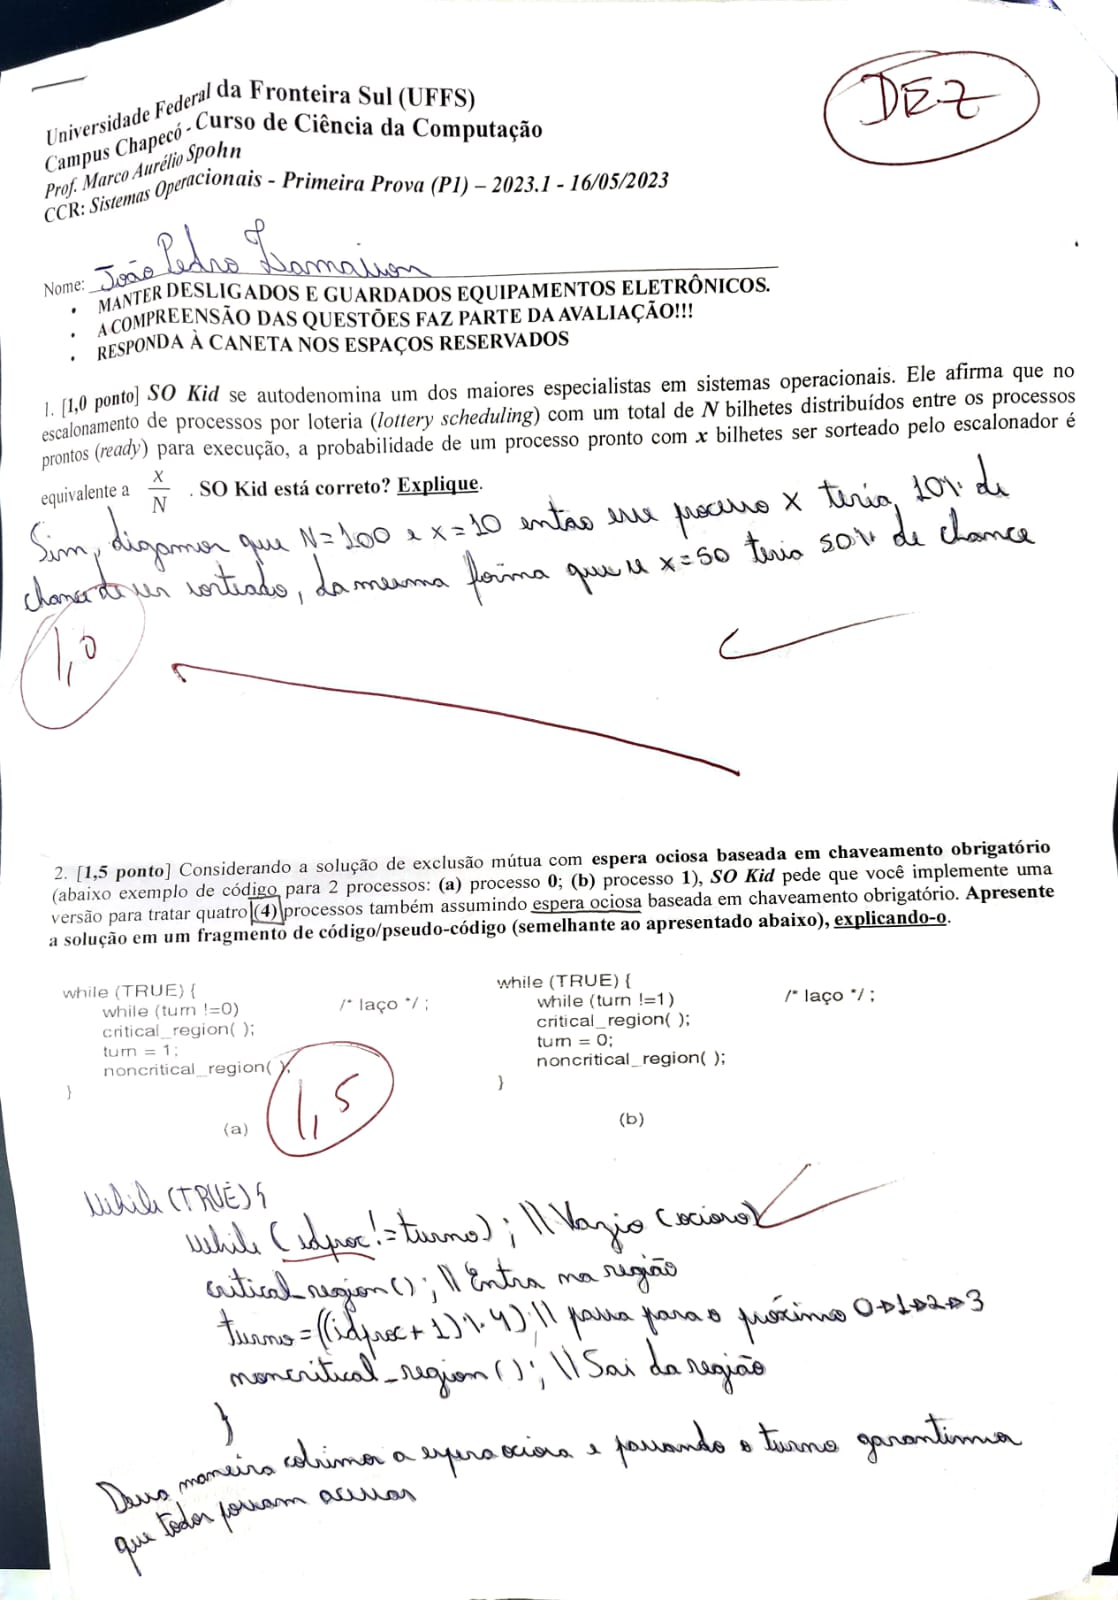 DEZ
Universidade Federal da Fronteira Sul (UFFS)
Campus Chapecó - Curso de Ciência da Computação
Prof. Marco Aurélio Spohn
CCR: Sistemas Operacionais - Primeira Prova (P1) – 2023.1 - 16/05/2023
Nome: João Pedro
• MANTER DESLIGADOS E GUARDADOS EQUIPAMENTOS ELETRÔNICOS.
• A COMPREENSÃO DAS QUESTÕES FAZ PARTE DA AVALIAÇÃO!!!
• RESPONDA À CANETA NOS ESPAÇOS RESERVADOS
1. [1,0 ponto] SO Kid se autodenomina um dos maiores especialistas em sistemas operacionais. Ele afirma que no
escalonamento de processos por loteria (lottery scheduling) com um total de N bilhetes distribuídos entre os processos
prontos (ready) para execução, a probabilidade de um processo pronto com x bilhetes ser sorteado pelo escalonador é
equivalente a x/N . SO Kid está correto? Explique.
Sim, digamos que N=100 e x=10 então esse processo x teria 10% de
chance de ser sortiado, da mesma forma que se x=50 teria 50% de chance
1,0
2. [1,5 ponto] Considerando a solução de exclusão mútua com espera ociosa baseada em chaveamento obrigatório
(abaixo exemplo de código para 2 processos: (a) processo 0; (b) processo 1), SO Kid pede que você implemente uma
versão para tratar quatro (4) processos também assumindo espera ociosa baseada em chaveamento obrigatório. Apresente
a solução em um fragmento de código/pseudo-código (semelhante ao apresentado abaixo), explicando-o.
while (TRUE) {
while (turn !=0) /* laço */ ;
critical_region( );
turn = 1;
noncritical_region( );
}
(a)
while (TRUE) {
while (turn !=1) /* laço */ ;
critical_region( );
turn = 0;
noncritical_region( );
}
(b)
1,5
While (TRUE) {
while (idproc != turno) ; // Vazio (ocioso)
critical_region() ; // Entra na região
turno = ((idproc + 1) % 4) ; // passa para o próximo 0→1→2→3
noncritical_region() ; // Sai da região
}
Dessa maneira cobrimos a espera ociosa e passando o turno garantimos
que todos possam acessar